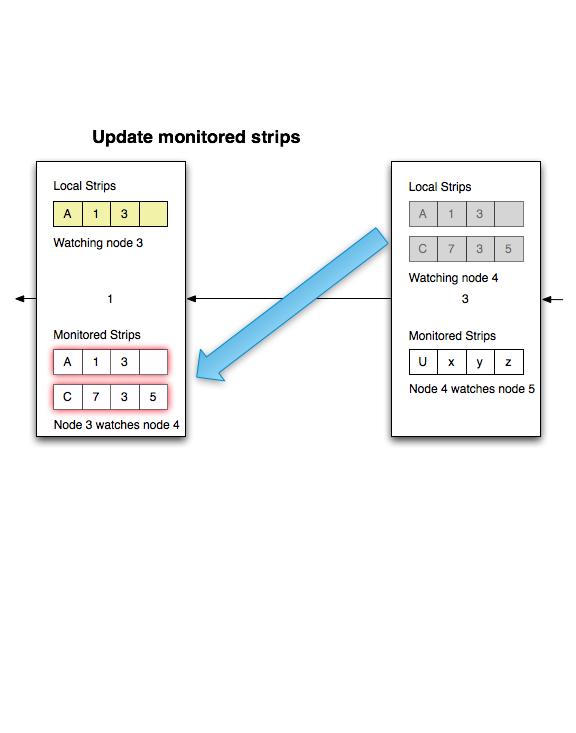 Update monitored strips
Local Strips
A 1 3
Watching node 3
1
Monitored Strips
A 1 3
C 7 3 5
Node 3 watches node 4
Local Strips
A 1 3
C 7 3 5
Watching node 4
3
Monitored Strips
U x y z
Node 4 watches node 5